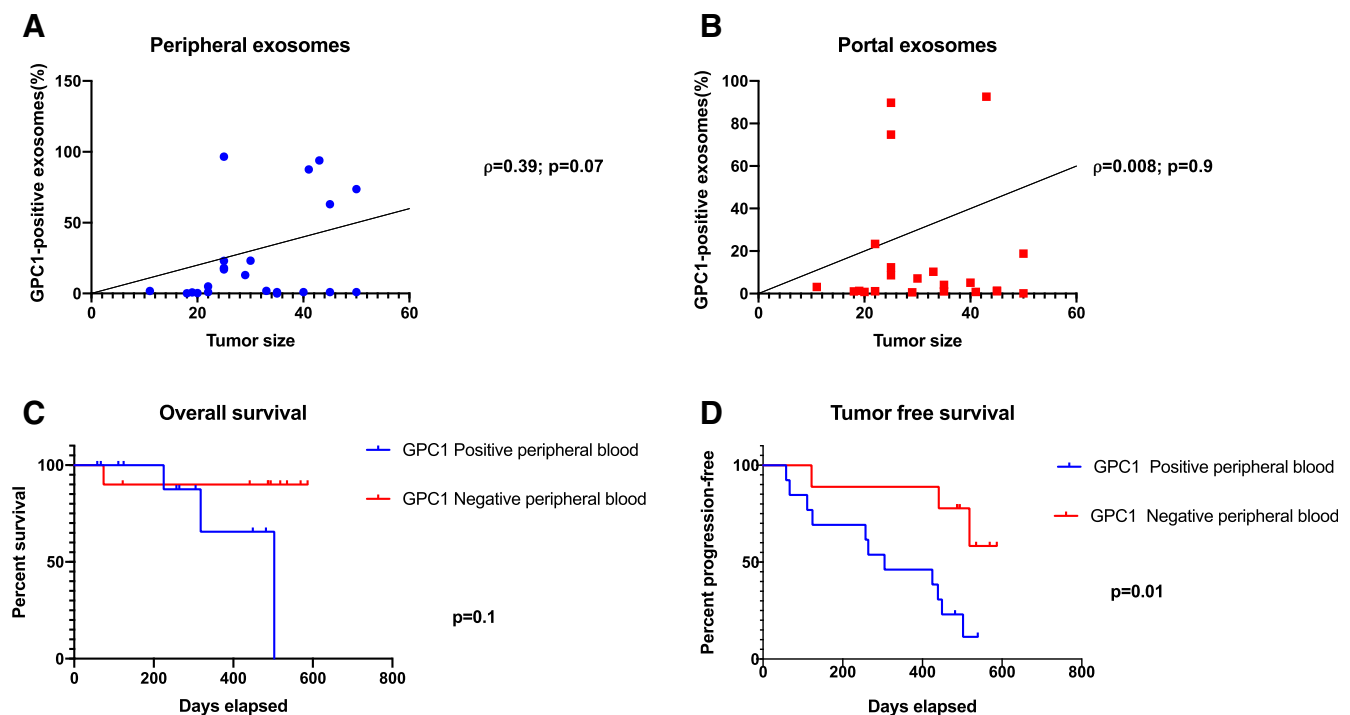 A
Peripheral exosomes
GPC1-positive exosomes(%)
150
100
50
0
0 20 40 60
Tumor size
ρ=0.39; p=0.07
B
Portal exosomes
GPC1-positive exosomes(%)
100
80
60
40
20
0
0 20 40 60
Tumor size
ρ=0.008; p=0.9
C
Overall survival
Percent survival
100
50
0
0 200 400 600 800
Days elapsed
GPC1 Positive peripheral blood
GPC1 Negative peripheral blood
p=0.1
D
Tumor free survival
Percent progression-free
100
50
0
0 200 400 600 800
Days elapsed
GPC1 Positive peripheral blood
GPC1 Negative peripheral blood
p=0.01